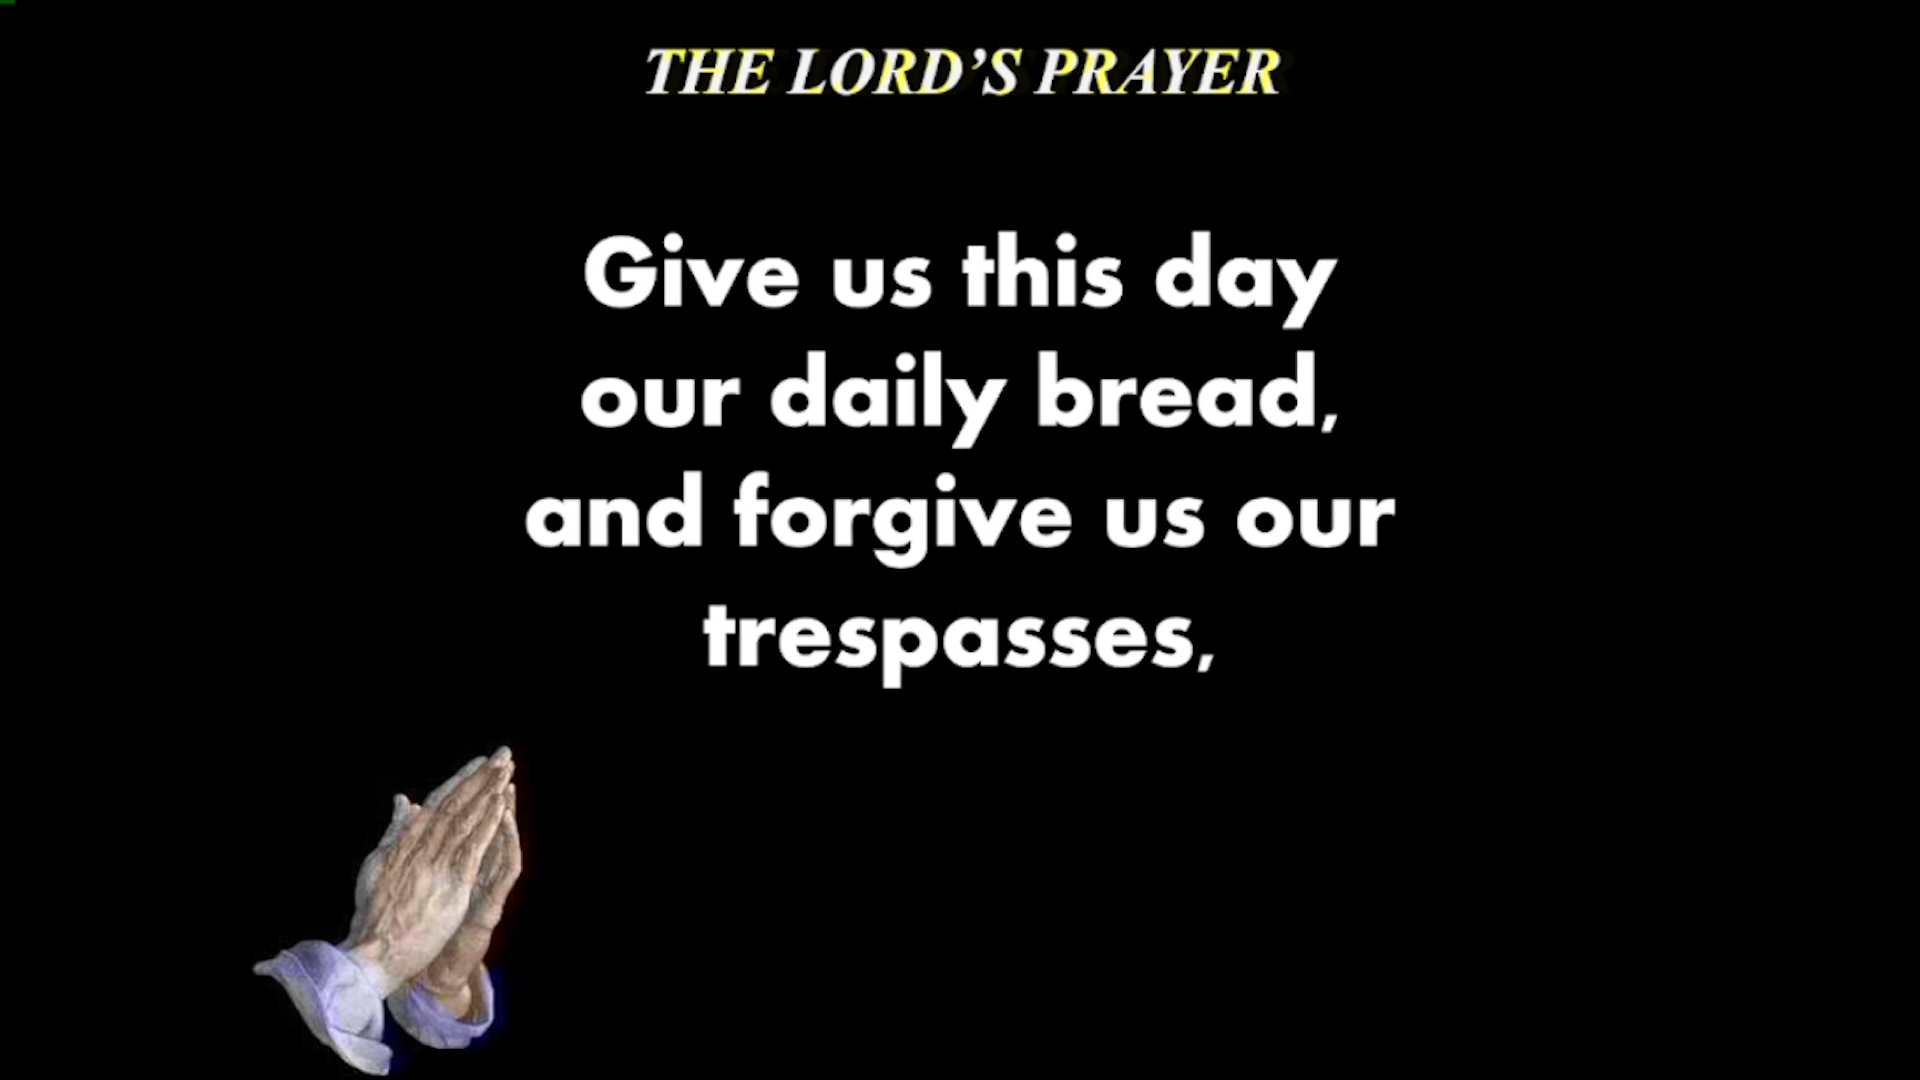 THE LORD’S PRAYER
Give us this day
our daily bread,
and forgive us our
trespasses,